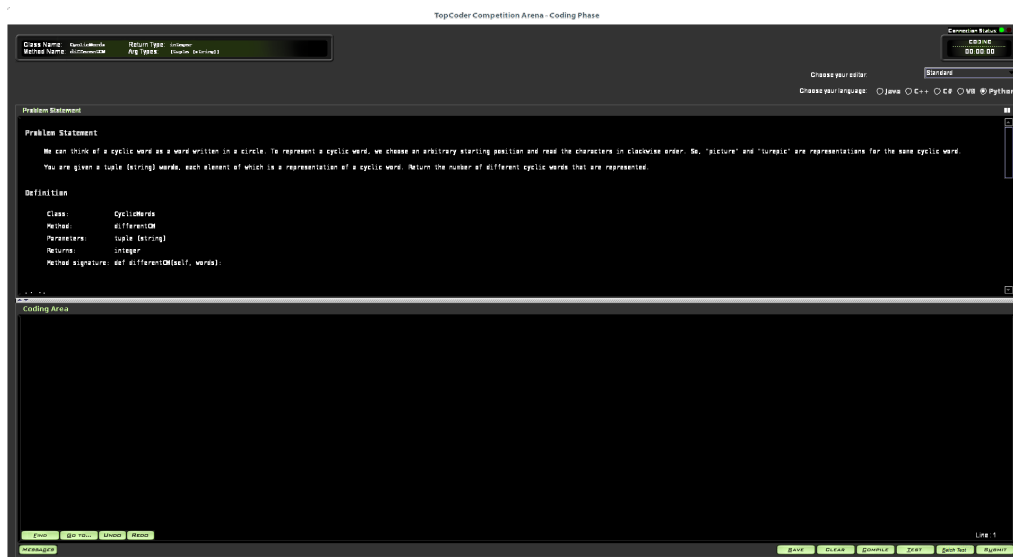 TopCoder Competition Arena - Coding Phase
Connection Status
Class Name: CyclicWords Return Type: integer
Method Name: differentCW Arg Types: (tuple (string))
CODING
00:00:00
Choose your editor: Standard
Choose your language: Java C++ C# VB Python
Problem Statement
Problem Statement
We can think of a cyclic word as a word written in a circle. To represent a cyclic word, we choose an arbitrary starting position and read the characters in clockwise order. So, "picture" and "turepic" are representations for the same cyclic word.
You are given a tuple (string) words, each element of which is a representation of a cyclic word. Return the number of different cyclic words that are represented.
Definition
Class: CyclicWords
Method: differentCW
Parameters: tuple (string)
Returns: integer
Method signature: def differentCW(self, words):
Coding Area
FIND GO TO... UNDO REDO
Line : 1
MESSAGES SAVE CLEAR COMPILE TEST Batch Test SUBMIT